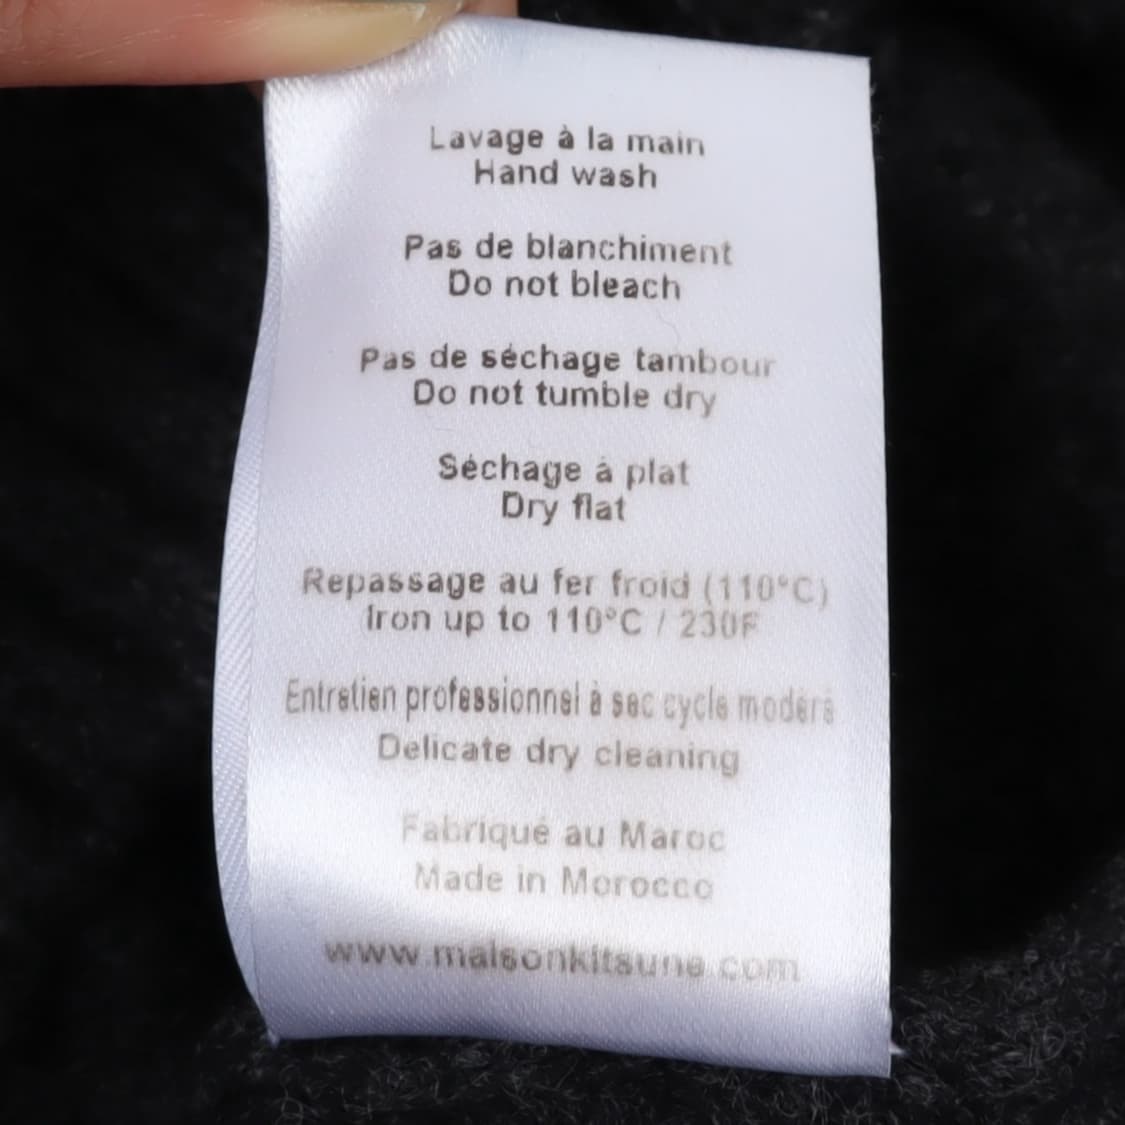 Lavage à la main
Hand wash
Pas de blanchiment
Do not bleach
Pas de séchage tambour
Do not tumble dry
Séchage à plat
Dry flat
Repassage au fer froid (110°C)
Iron up to 110°C / 230F
Entretien professionnel à sec cycle modéré
Delicate dry cleaning
Fabriqué au Maroc
Made in Morocco
www.maisonkitsune.com